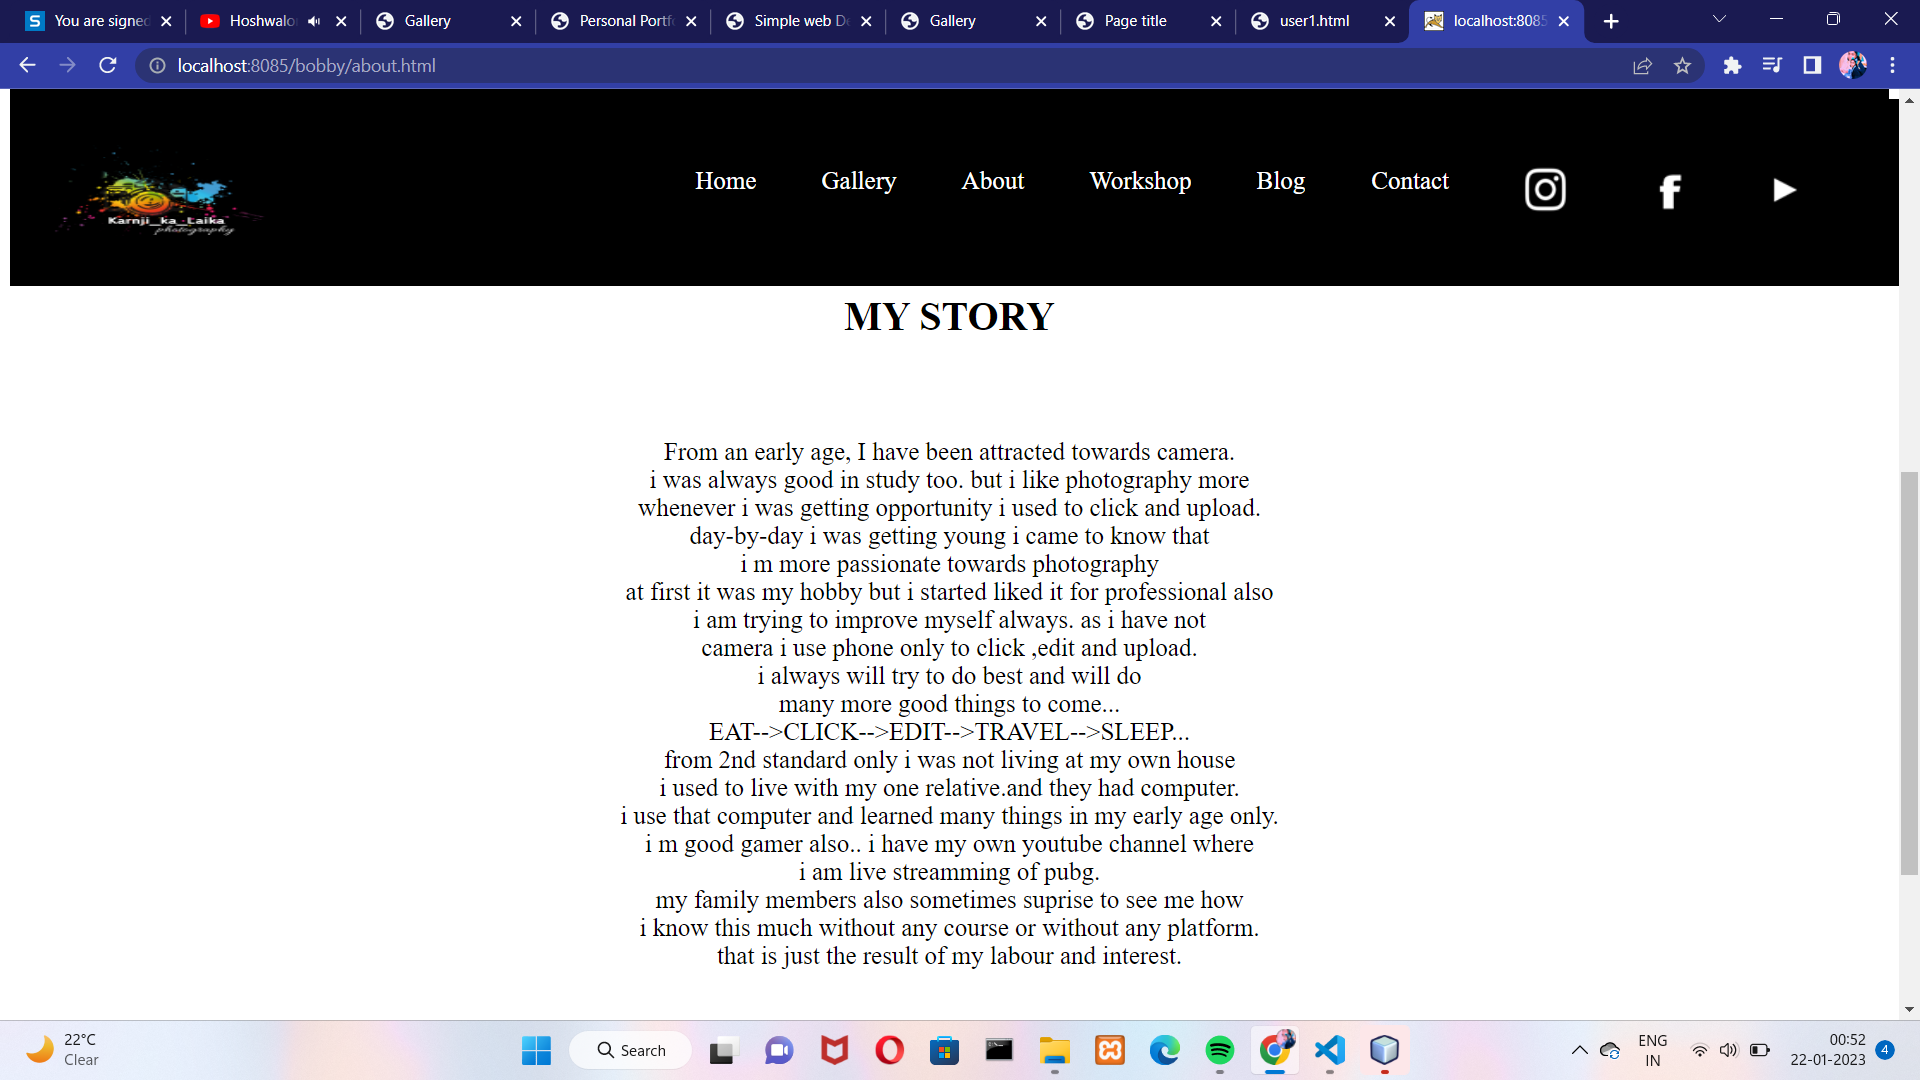 You are signed
Hoshwalo
Gallery
Personal Portfo
Simple web De
Gallery
Page title
user1.html
localhost:8085
localhost:8085/bobby/about.html
Karnji_ka_Laika
photography
Home
Gallery
About
Workshop
Blog
Contact
MY STORY
From an early age, I have been attracted towards camera.
i was always good in study too. but i like photography more
whenever i was getting opportunity i used to click and upload.
day-by-day i was getting young i came to know that
i m more passionate towards photography
at first it was my hobby but i started liked it for professional also
i am trying to improve myself always. as i have not
camera i use phone only to click ,edit and upload.
i always will try to do best and will do
many more good things to come...
EAT-->CLICK-->EDIT-->TRAVEL-->SLEEP...
from 2nd standard only i was not living at my own house
i used to live with my one relative.and they had computer.
i use that computer and learned many things in my early age only.
i m good gamer also.. i have my own youtube channel where
i am live streamming of pubg.
my family members also sometimes suprise to see me how
i know this much without any course or without any platform.
that is just the result of my labour and interest.
22°C
Clear
Search
ENG
IN
00:52
22-01-2023
4